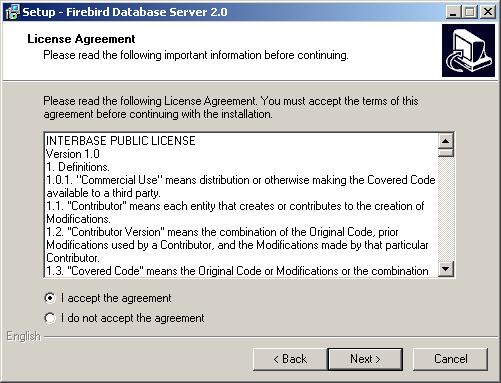 Setup - Firebird Database Server 2.0
License Agreement
Please read the following important information before continuing.
Please read the following License Agreement. You must accept the terms of this
agreement before continuing with the installation.
INTERBASE PUBLIC LICENSE
Version 1.0
1. Definitions.
1.0.1. "Commercial Use" means distribution or otherwise making the Covered Code
available to a third party.
1.1. "Contributor" means each entity that creates or contributes to the creation of
Modifications.
1.2. "Contributor Version" means the combination of the Original Code, prior
Modifications used by a Contributor, and the Modifications made by that particular
Contributor.
1.3. "Covered Code" means the Original Code or Modifications or the combination
I accept the agreement
I do not accept the agreement
English
< Back
Next >
Cancel